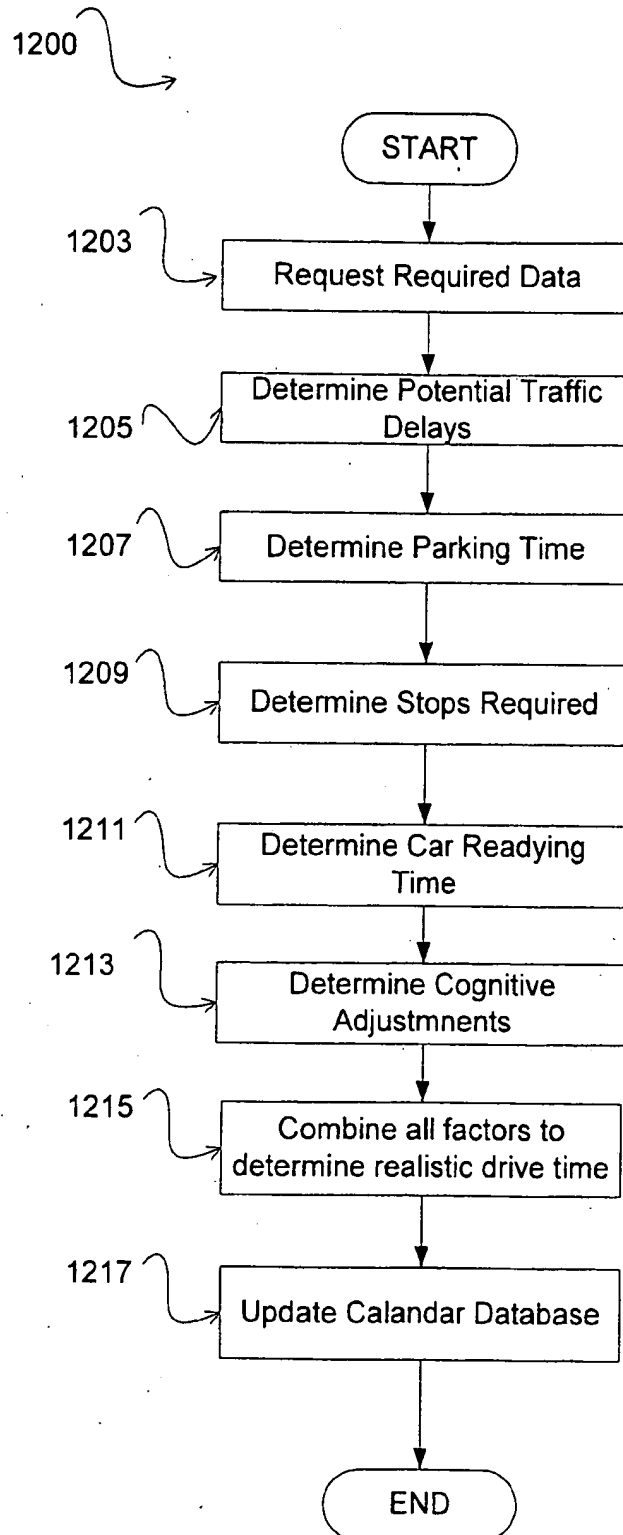 1200
START
1203
Request Required Data
Determine Potential Traffic
Delays
1205
1207
Determine Parking Time
1209
Determine Stops Required
1211
Determine Car Readying
Time
1213
Determine Cognitive
Adjustmnents
1215
Combine all factors to
determine realistic drive time
1217
Update Calandar Database
END